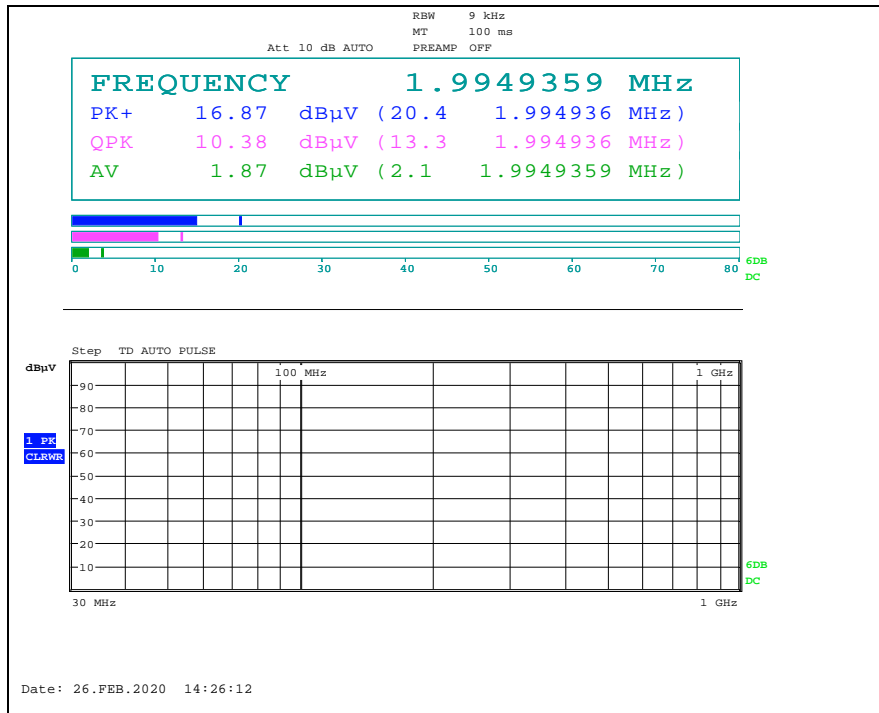 RBW 9 kHz
MT 100 ms
Att 10 dB AUTO PREAMP OFF
FREQUENCY 1.9949359 MHz
PK+ 16.87 dBµV (20.4 1.994936 MHz)
QPK 10.38 dBµV (13.3 1.994936 MHz)
AV 1.87 dBµV (2.1 1.9949359 MHz)
0 10 20 30 40 50 60 70 80
6DB
DC
Step TD AUTO PULSE
dBµV
100 MHz 1 GHz
90
80
70
1 PK
CLRWR
60
50
40
30
20
10
6DB
DC
30 MHz 1 GHz
Date: 26.FEB.2020 14:26:12